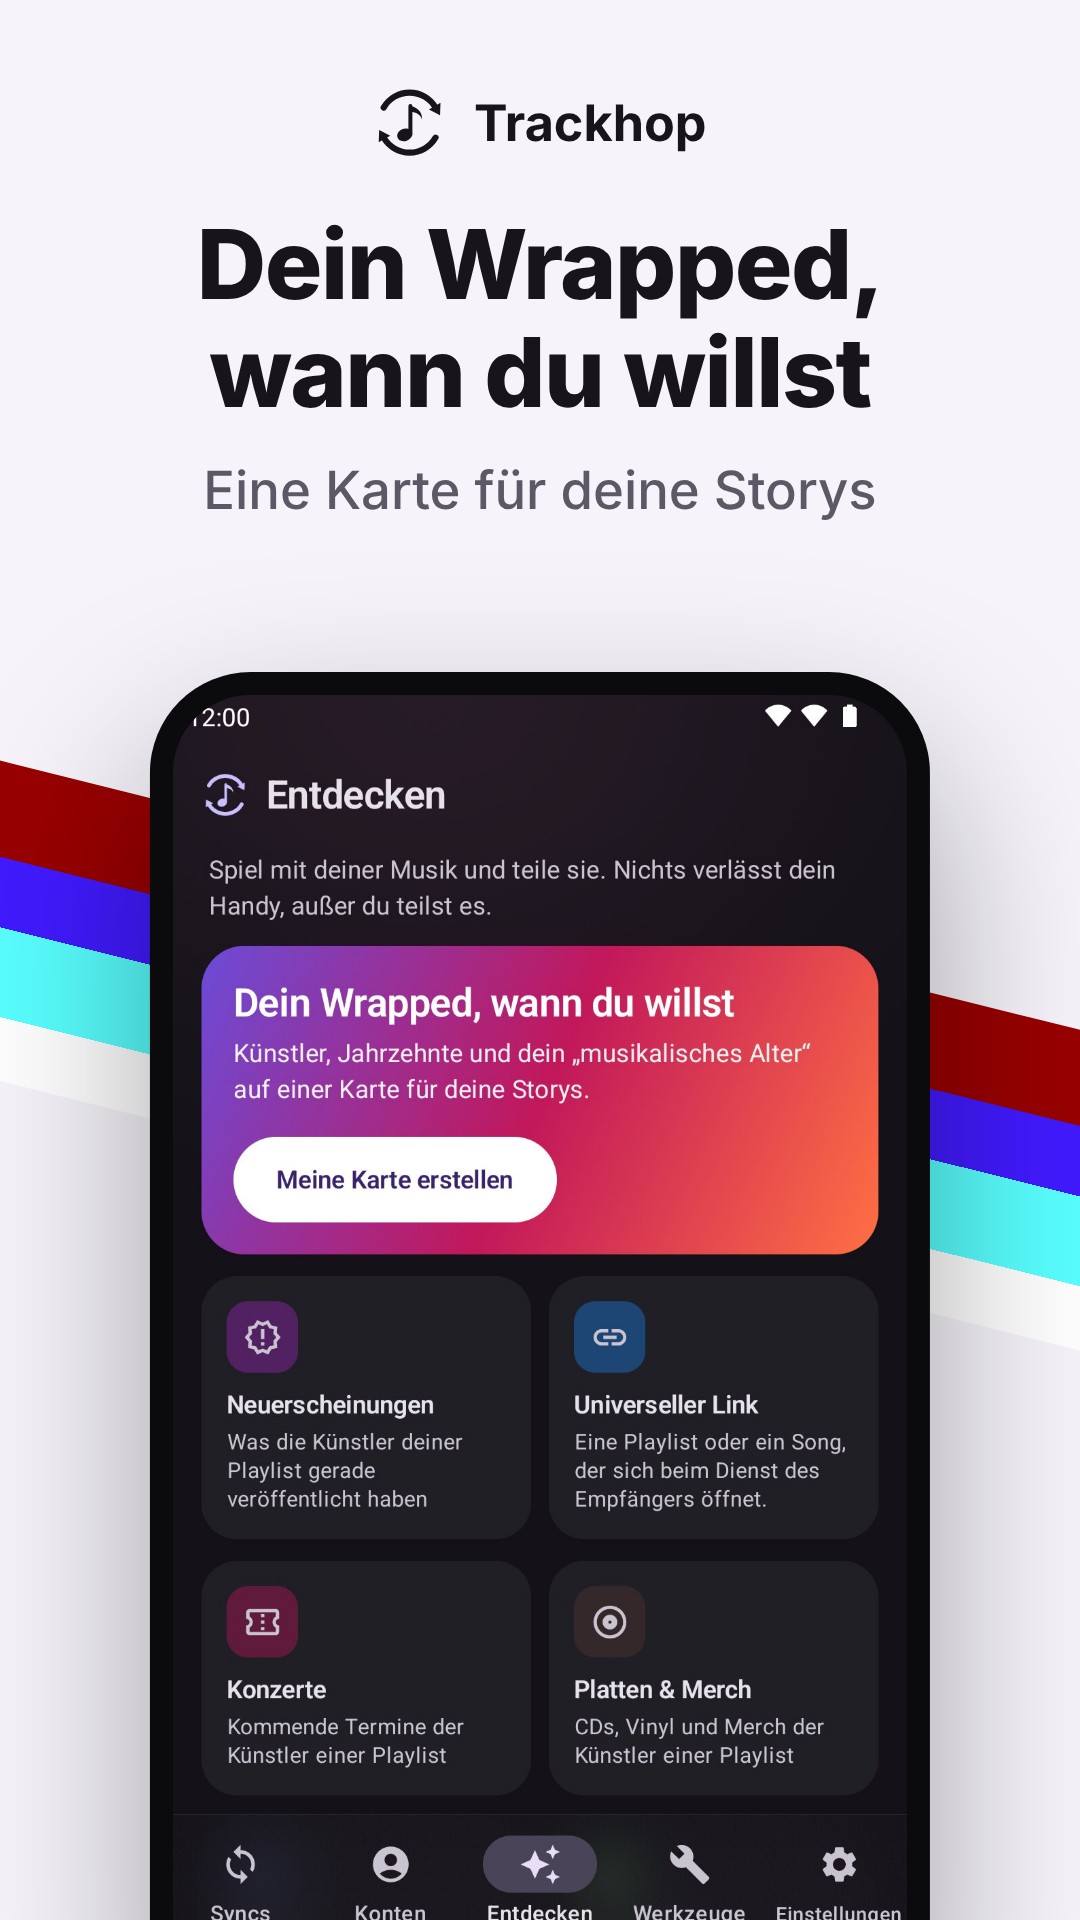 Trackhop
Dein Wrapped,
wann du willst
Eine Karte für deine Storys
12:00
Entdecken
Spiel mit deiner Musik und teile sie. Nichts verlässt dein
Handy, außer du teilst es.
Dein Wrapped, wann du willst
Künstler, Jahrzehnte und dein „musikalisches Alter“
auf einer Karte für deine Storys.
Meine Karte erstellen
Neuerscheinungen
Was die Künstler deiner
Playlist gerade
veröffentlicht haben
Universeller Link
Eine Playlist oder ein Song,
der sich beim Dienst des
Empfängers öffnet.
Konzerte
Kommende Termine der
Künstler einer Playlist
Platten & Merch
CDs, Vinyl und Merch der
Künstler einer Playlist
Syncs
Konten
Entdecken
Werkzeuge
Einstellungen